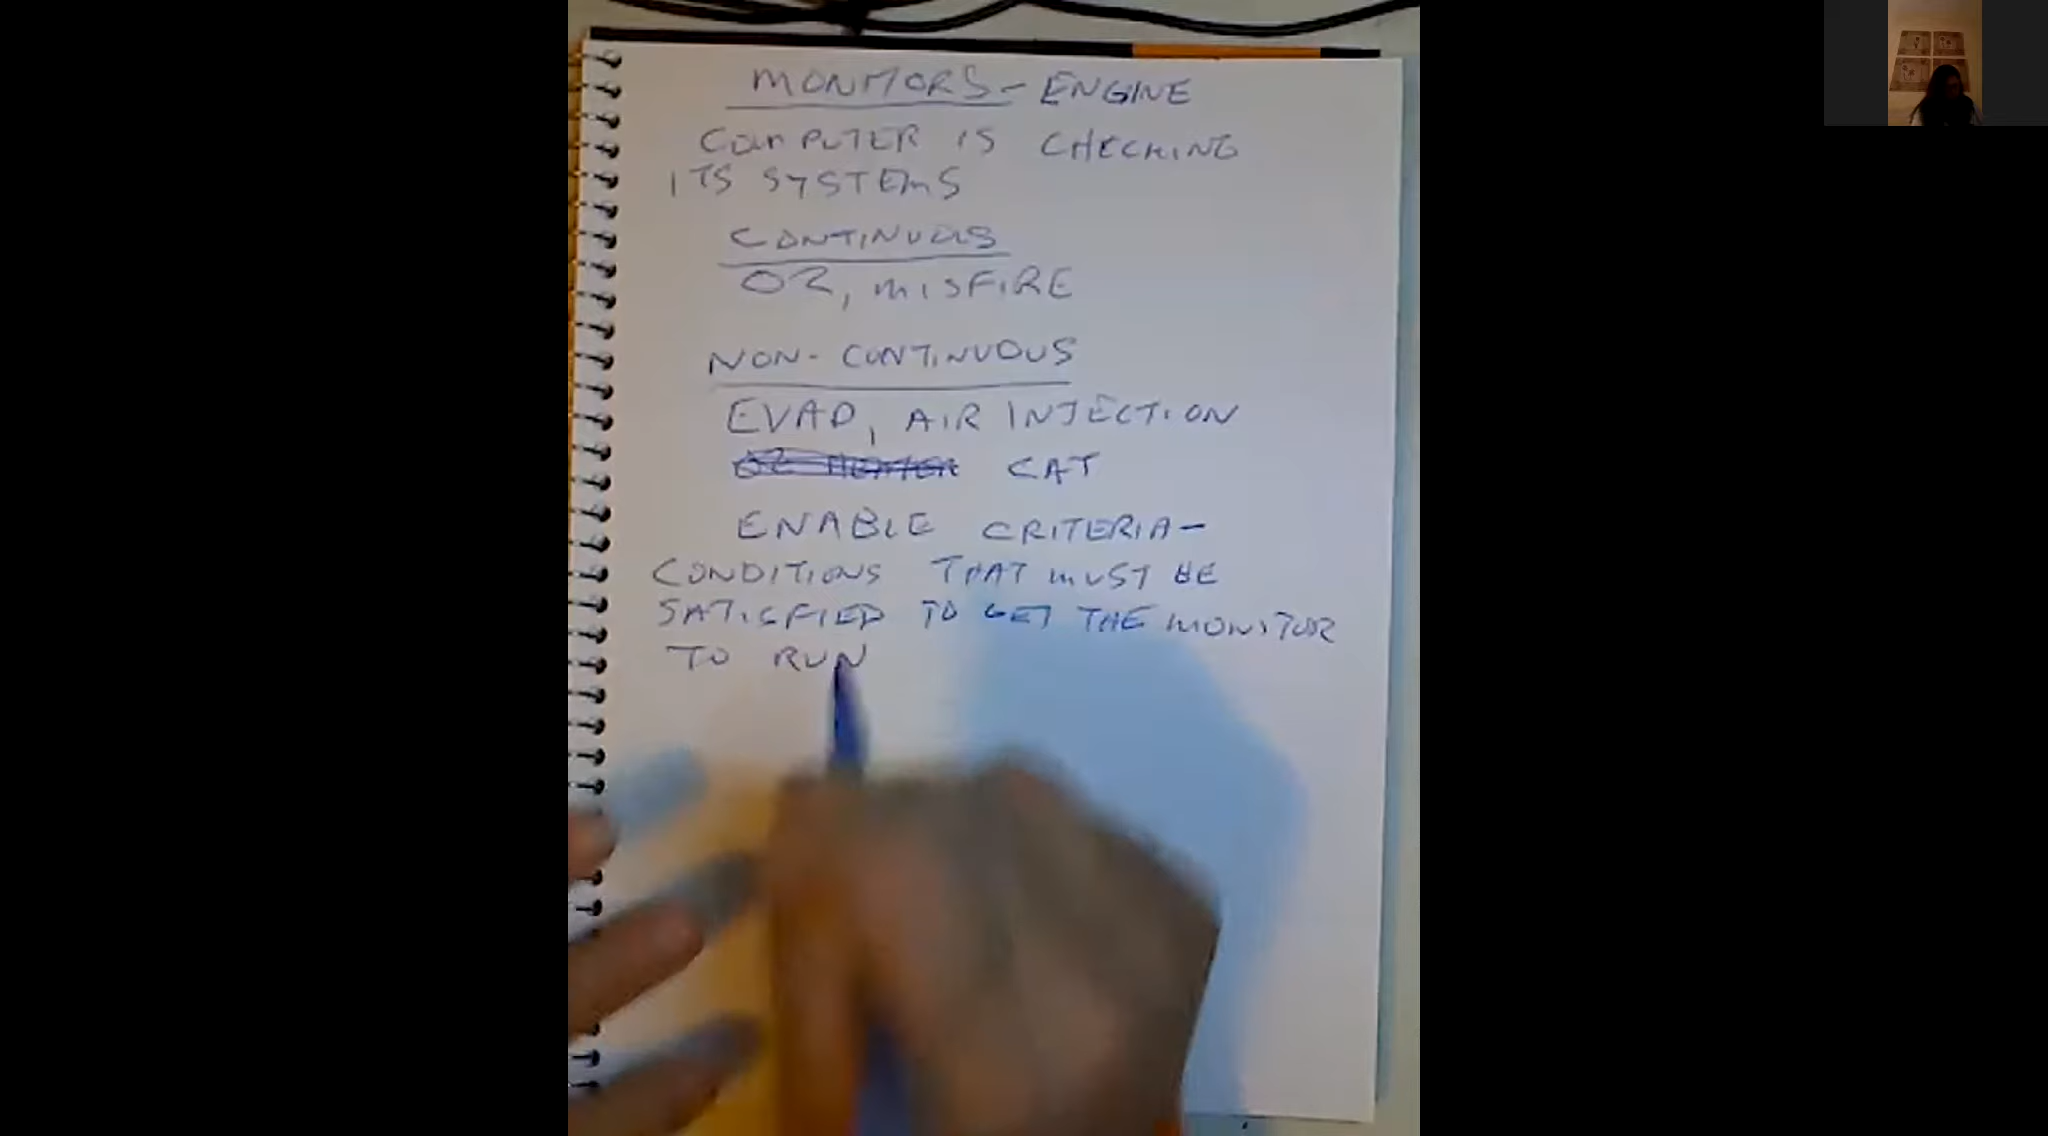 MONITORS - ENGINE
COMPUTER IS CHECKING
ITS SYSTEMS
CONTINUOUS
O2, MISFIRE
NON-CONTINUOUS
EVAP, AIR INJECTION
CAT
ENABLE CRITERIA -
CONDITIONS THAT MUST BE
SATISFIED TO GET THE MONITOR
TO RUN